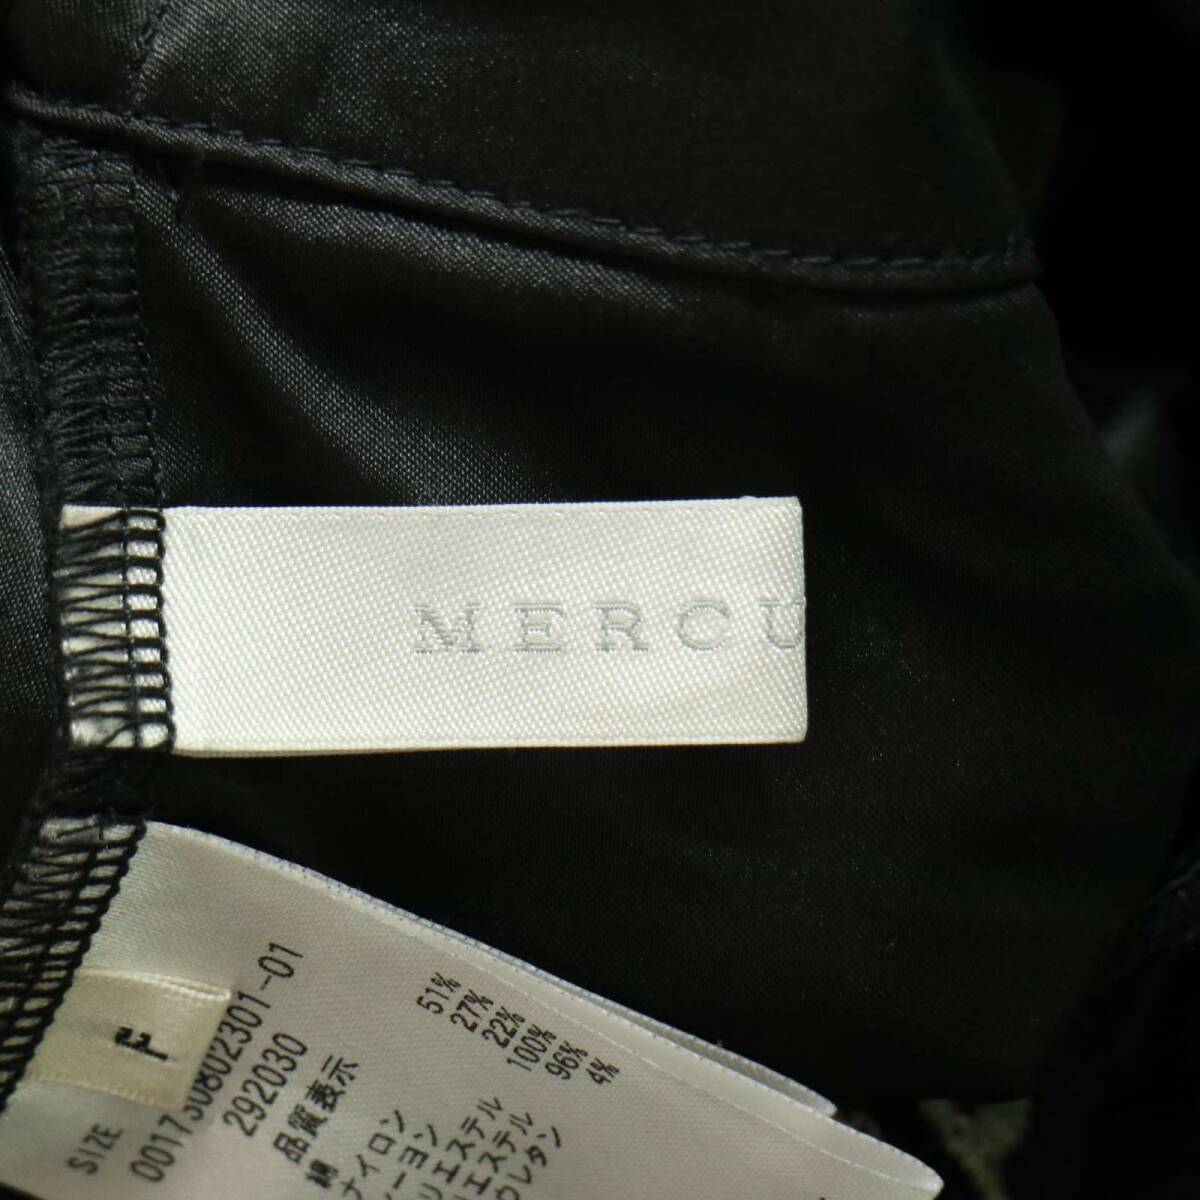 MERCU
SIZE F
001730802301-01
292030
品質表示
綿 51%
ナイロン 27%
レーヨン 22%
ポリエステル 100%
ポリエステル 96%
ポリウレタン 4%